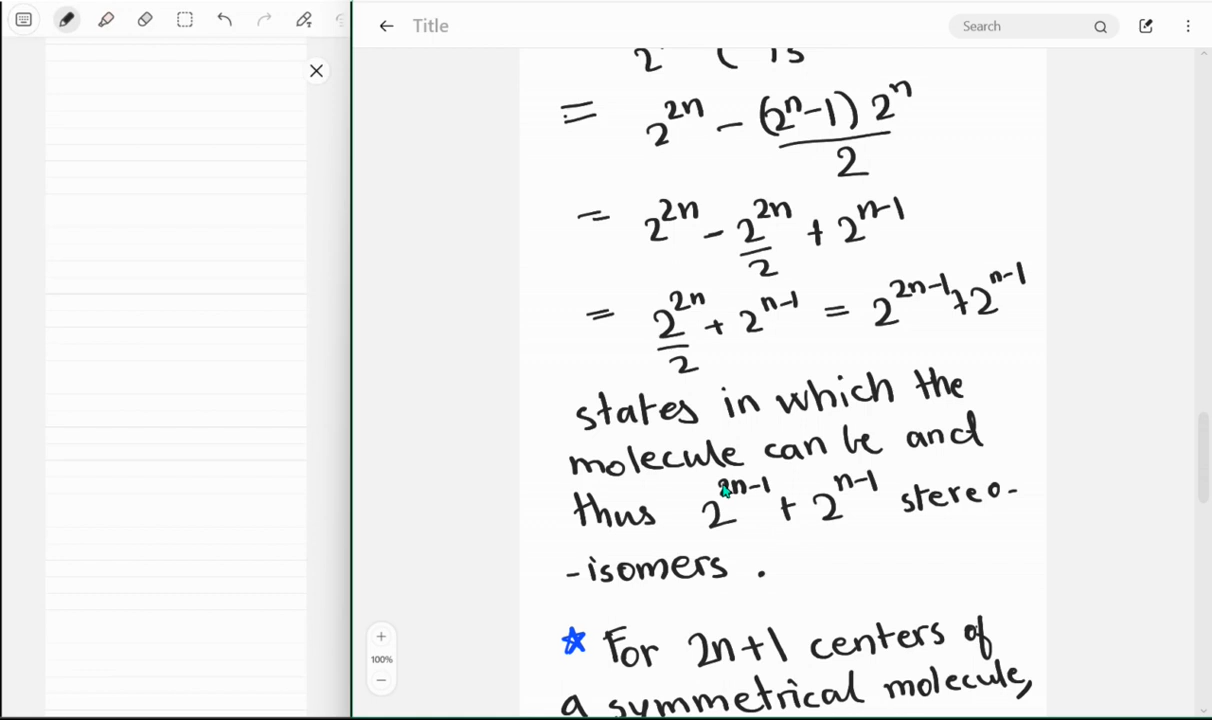 Title
Search
2 ( is
= 2^{2n} - (2^n-1) 2^n / 2
= 2^{2n} - 2^{2n}/2 + 2^{n-1}
= 2^{2n}/2 + 2^{n-1} = 2^{2n-1} + 2^{n-1}
states in which the
molecule can be and
thus 2^{2n-1} + 2^{n-1} stereo-
-isomers .
For 2n+1 centers of
a symmetrical molecule,
100%